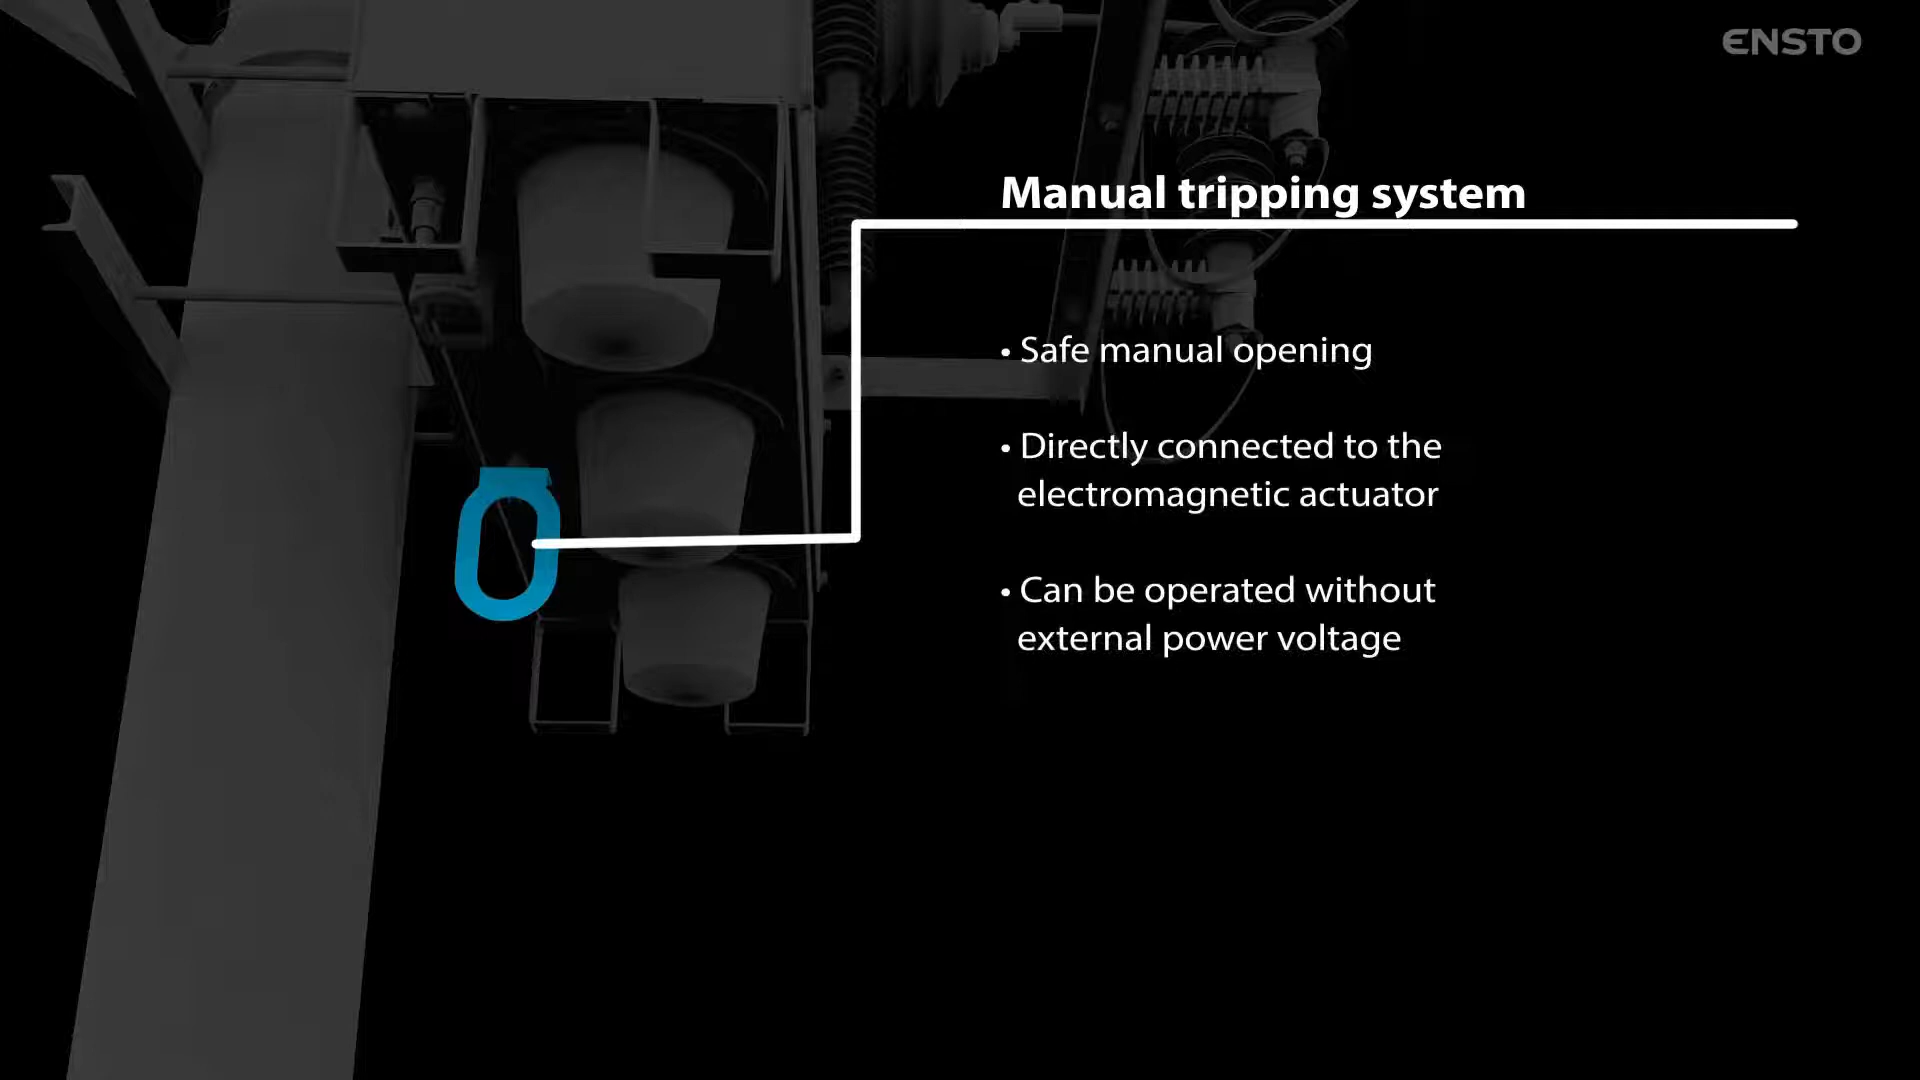 ENSTO
Manual tripping system
• Safe manual opening
• Directly connected to the
electromagnetic actuator
• Can be operated without
external power voltage